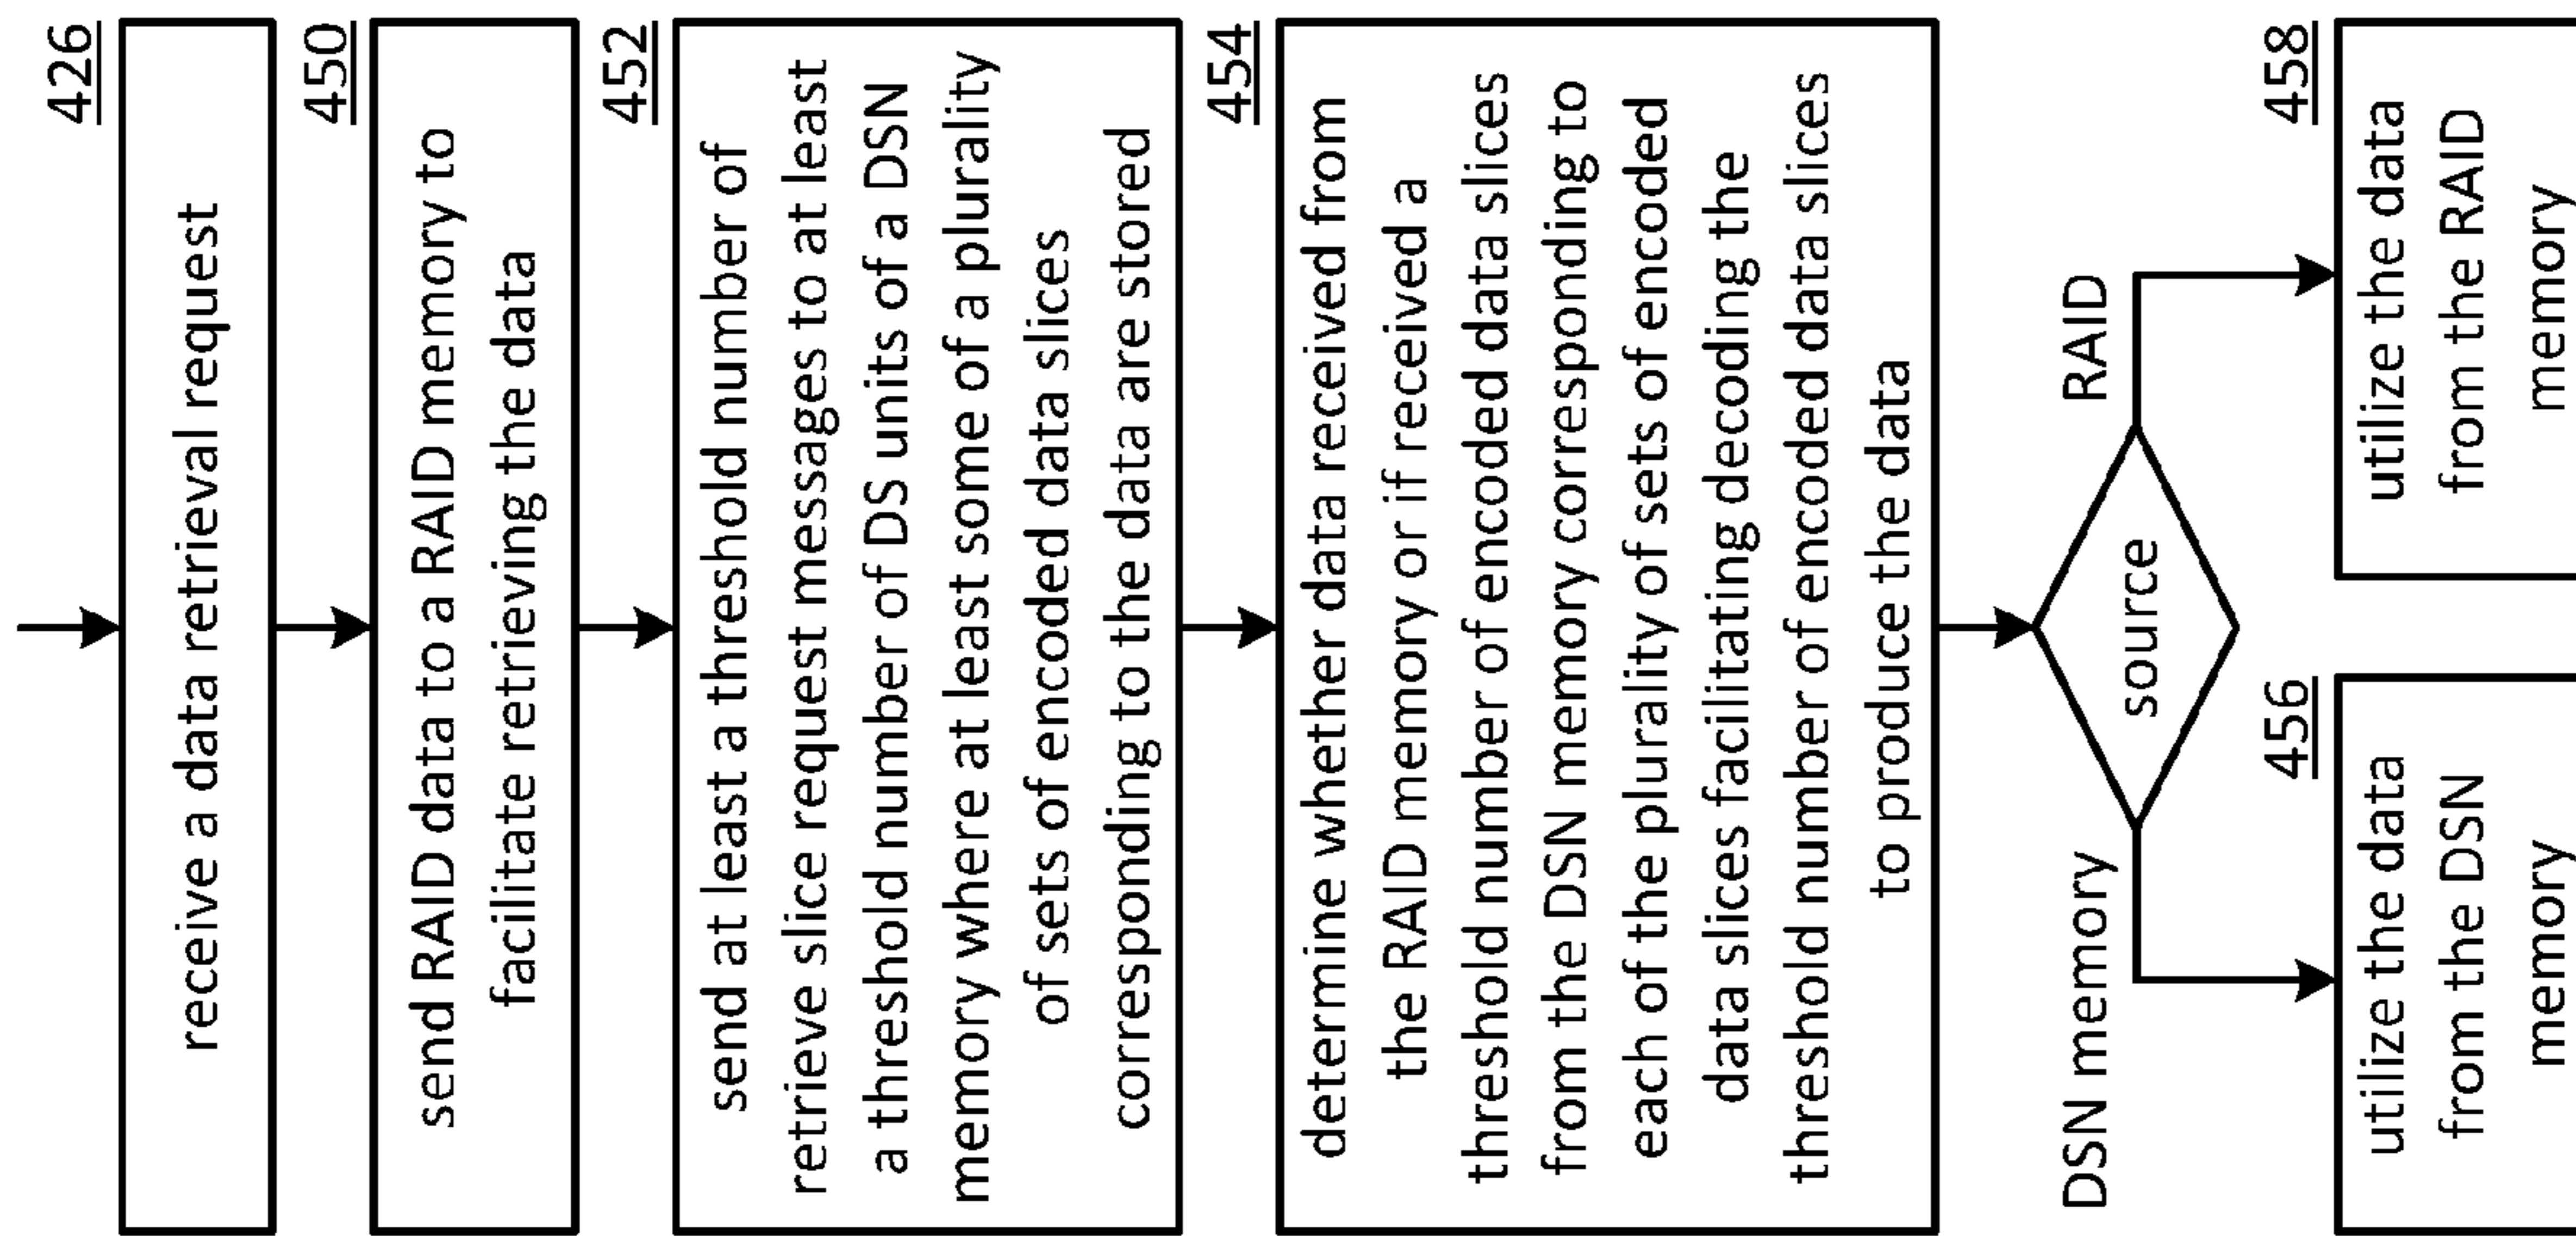 426
receive a data retrieval request
450
send RAID data to a RAID memory to
facilitate retrieving the data
452
send at least a threshold number of
retrieve slice request messages to at least
a threshold number of DS units of a DSN
memory where at least some of a plurality
of sets of encoded data slices
corresponding to the data are stored
454
determine whether data received from
the RAID memory or if received a
threshold number of encoded data slices
from the DSN memory corresponding to
each of the plurality of sets of encoded
data slices facilitating decoding the
threshold number of encoded data slices
to produce the data
DSN memory
source
RAID
456
utilize the data
from the DSN
memory
458
utilize the data
from the RAID
memory